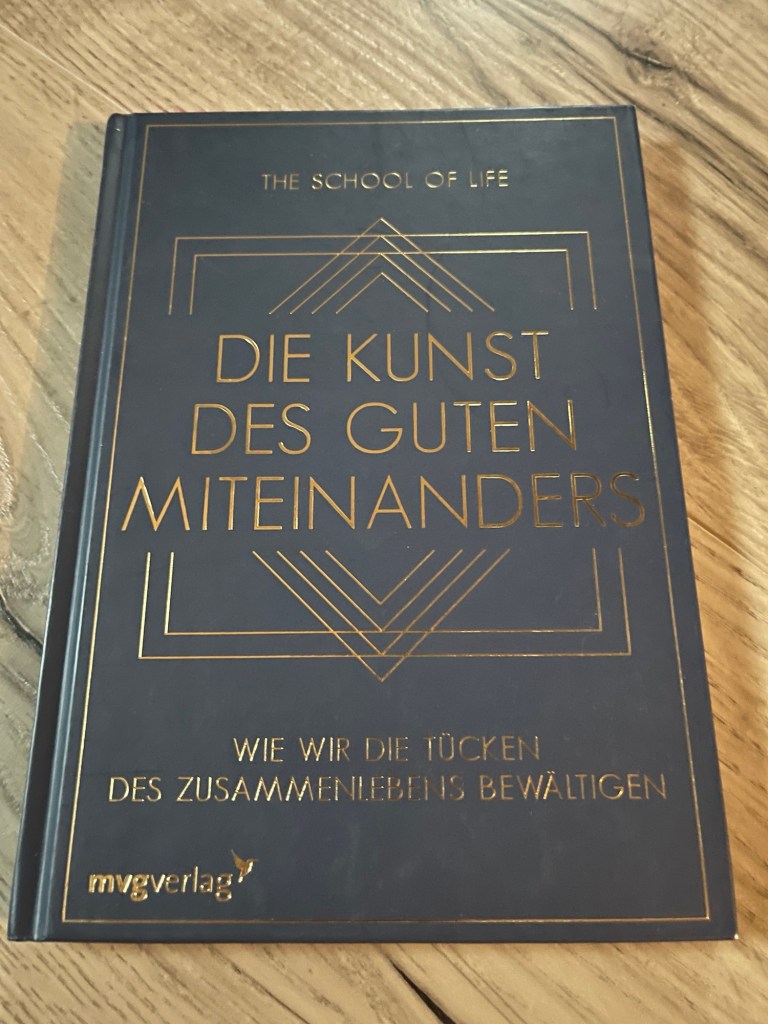 THE SCHOOL OF LIFE
DIE KUNST
DES GUTEN
MITEINANDERS
WIE WIR DIE TÜCKEN
DES ZUSAMMENLEBENS BEWÄLTIGEN
mvgverlag